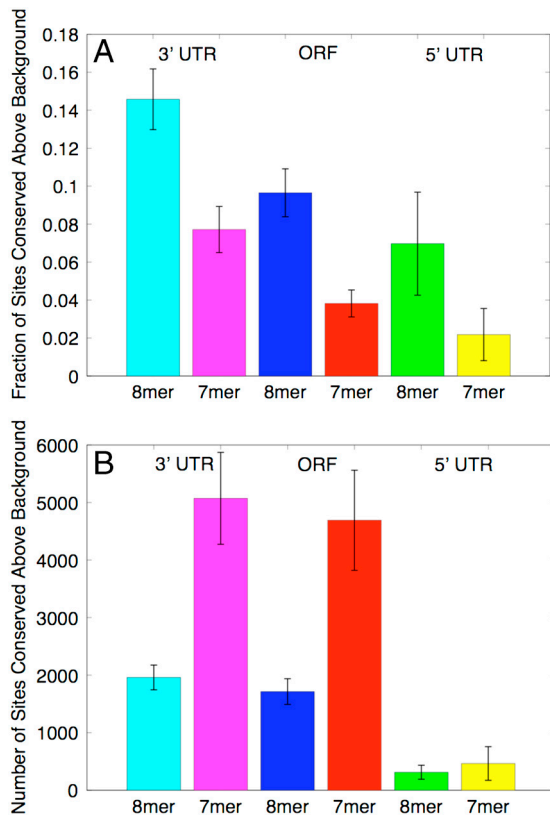 A
3' UTR ORF 5' UTR
Fraction of Sites Conserved Above Background
0.18
0.16
0.14
0.12
0.1
0.08
0.06
0.04
0.02
0
8mer 7mer 8mer 7mer 8mer 7mer
B
3' UTR ORF 5' UTR
Number of Sites Conserved Above Background
6000
5000
4000
3000
2000
1000
0
8mer 7mer 8mer 7mer 8mer 7mer